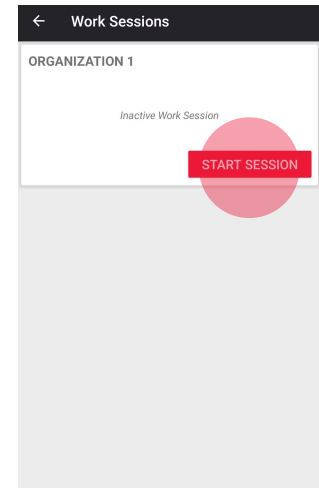 Work Sessions
ORGANIZATION 1
Inactive Work Session
START SESSION